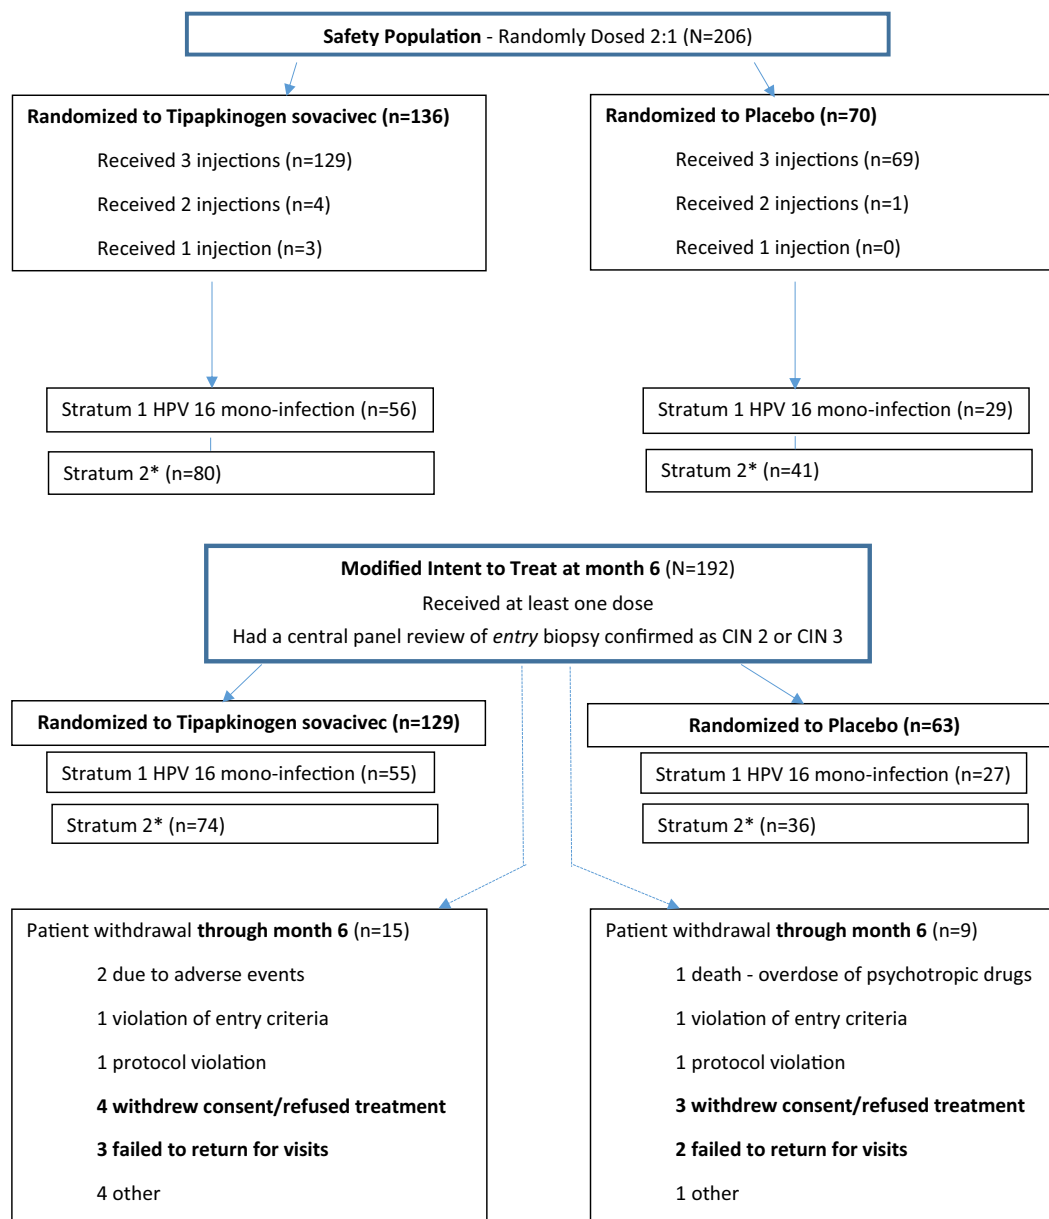 Safety Population - Randomly Dosed 2:1 (N=206)
Randomized to Tipapkinogen sovacivec (n=136)
Received 3 injections (n=129)
Received 2 injections (n=4)
Received 1 injection (n=3)
Randomized to Placebo (n=70)
Received 3 injections (n=69)
Received 2 injections (n=1)
Received 1 injection (n=0)
Stratum 1 HPV 16 mono-infection (n=56)
Stratum 2* (n=80)
Stratum 1 HPV 16 mono-infection (n=29)
Stratum 2* (n=41)
Modified Intent to Treat at month 6 (N=192)
Received at least one dose
Had a central panel review of entry biopsy confirmed as CIN 2 or CIN 3
Randomized to Tipapkinogen sovacivec (n=129)
Stratum 1 HPV 16 mono-infection (n=55)
Stratum 2* (n=74)
Randomized to Placebo (n=63)
Stratum 1 HPV 16 mono-infection (n=27)
Stratum 2* (n=36)
Patient withdrawal through month 6 (n=15)
2 due to adverse events
1 violation of entry criteria
1 protocol violation
4 withdrew consent/refused treatment
3 failed to return for visits
4 other
Patient withdrawal through month 6 (n=9)
1 death - overdose of psychotropic drugs
1 violation of entry criteria
1 protocol violation
3 withdrew consent/refused treatment
2 failed to return for visits
1 other